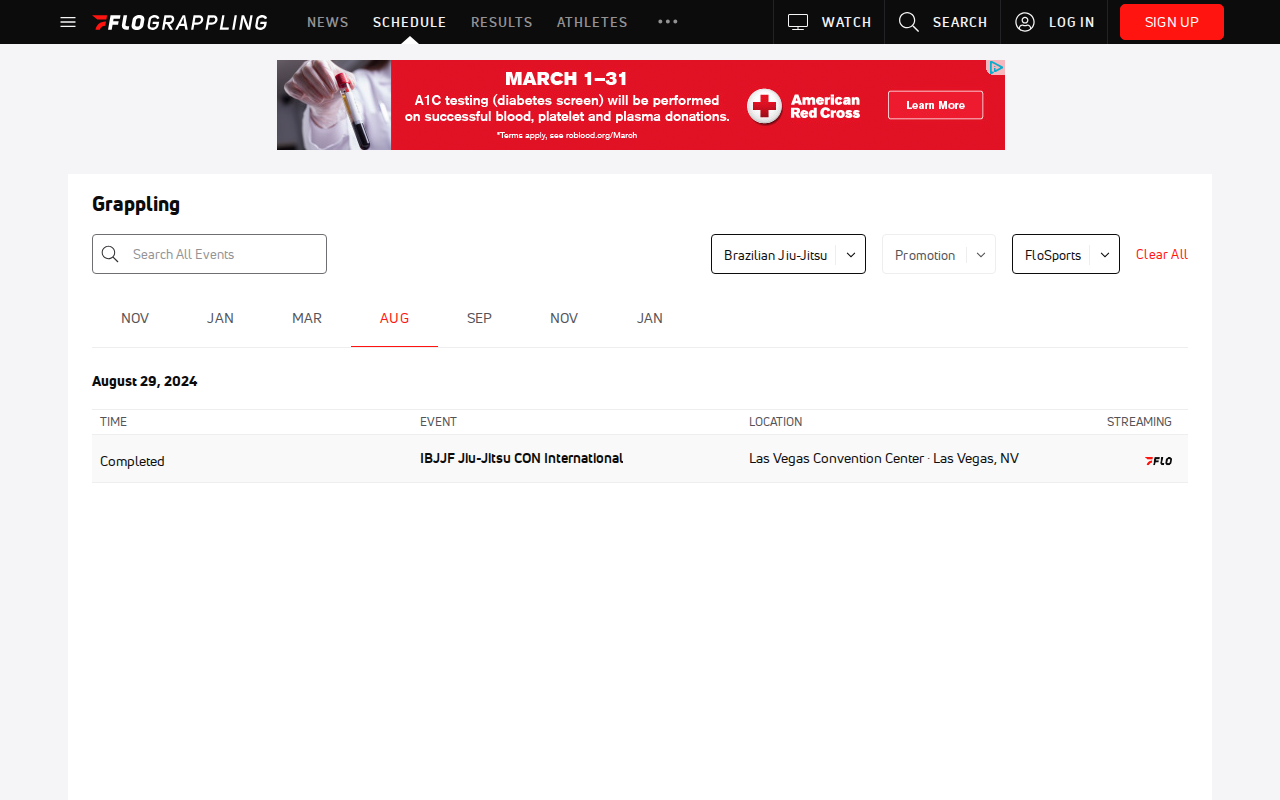 FLOGRAPPLING NEWS SCHEDULE RESULTS ATHLETES WATCH SEARCH LOG IN SIGN UP
MARCH 1–31
A1C testing (diabetes screen) will be performed
on successful blood, platelet and plasma donations.
*Terms apply, see rcblood.org/March
American
Red Cross
Learn More
Grappling
Search All Events Brazilian Jiu-Jitsu Promotion FloSports Clear All
NOV JAN MAR AUG SEP NOV JAN
August 29, 2024
TIME EVENT LOCATION STREAMING
Completed IBJJF Jiu-Jitsu CON International Las Vegas Convention Center · Las Vegas, NV FLO